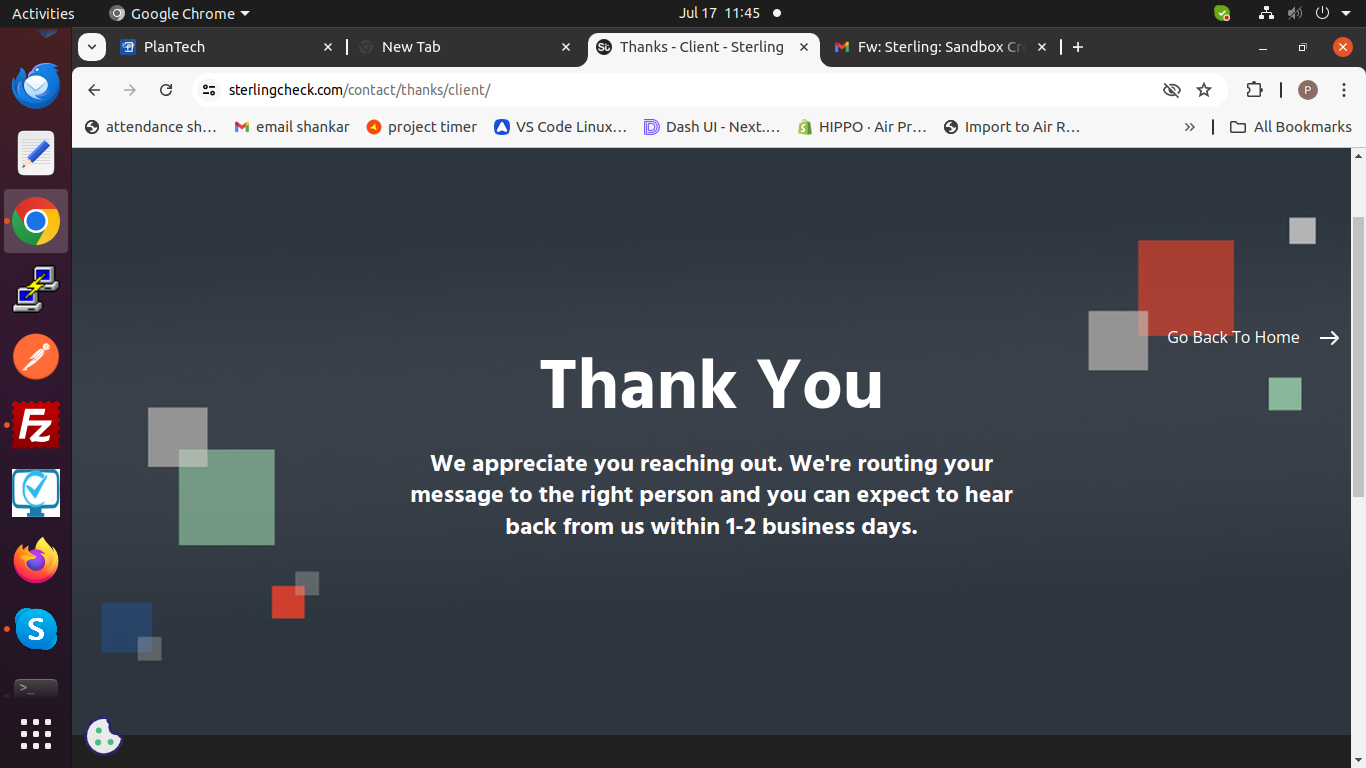 Activities
Google Chrome
Jul 17 11:45
PlanTech
New Tab
Thanks - Client - Sterling
Fw: Sterling: Sandbox Cre
sterlingcheck.com/contact/thanks/client/
P
attendance sh...
email shankar
project timer
VS Code Linux...
Dash UI - Next....
HIPPO · Air Pr...
Import to Air R...
»
All Bookmarks
Go Back To Home
Thank You
We appreciate you reaching out. We're routing your
message to the right person and you can expect to hear
back from us within 1-2 business days.
Fz
S
>_